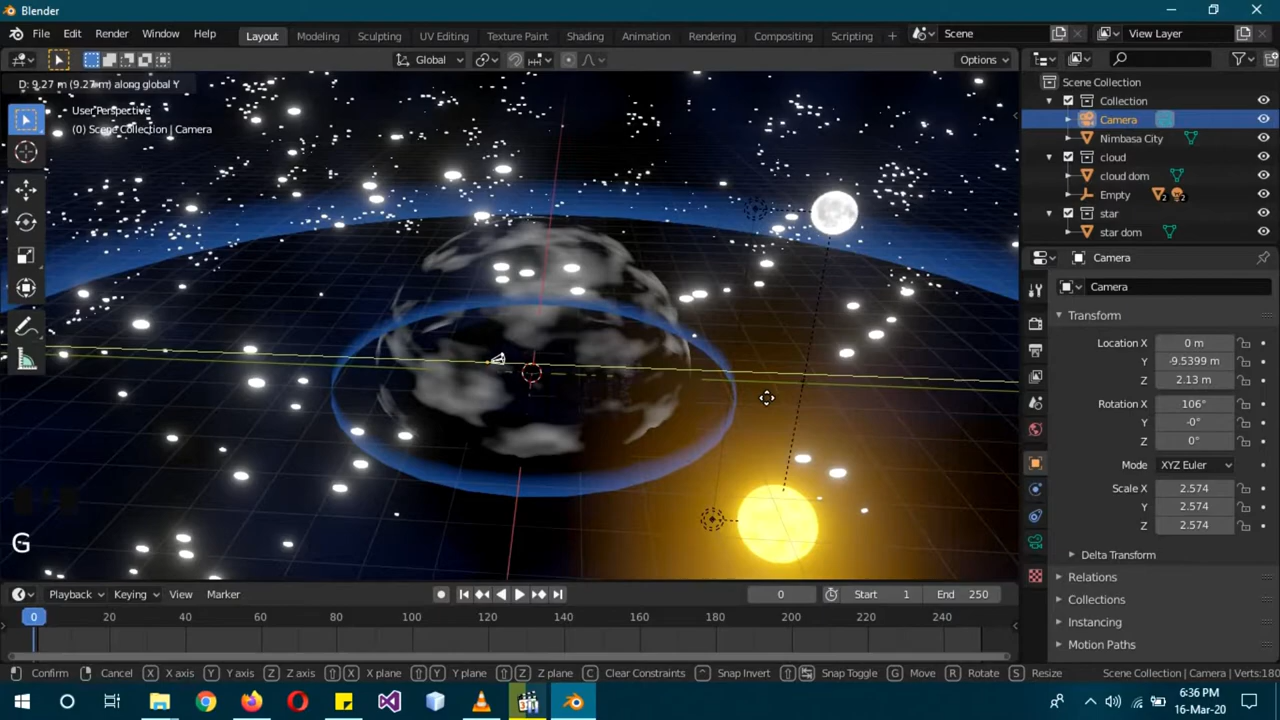 Blender
File Edit Render Window Help
Layout Modeling Sculpting UV Editing Texture Paint Shading Animation Rendering Compositing Scripting
Scene
View Layer
Global
Options
D: 9.27 m (9.27 m) along global Y
User Perspective
(0) Scene Collection | Camera
G
Scene Collection
Collection
Camera
Nimbasa City
cloud
cloud dom
Empty 2 2
star
star dom
Camera
Camera
Transform
Location X 0 m
Y -9.5399 m
Z 2.13 m
Rotation X 106°
Y -0°
Z 0°
Mode XYZ Euler
Scale X 2.574
Y 2.574
Z 2.574
Delta Transform
Relations
Collections
Instancing
Motion Paths
Playback Keying View Marker
0 Start 1 End 250
0 20 40 60 80 100 120 140 160 180 200 220 240
Confirm Cancel X X axis Y Y axis Z Z axis X X plane Y Y plane Z Z plane C Clear Constraints Snap Invert Snap Toggle G Move R Rotate S Resize Scene Collection | Camera | Verts:180
6:36 PM
16-Mar-20